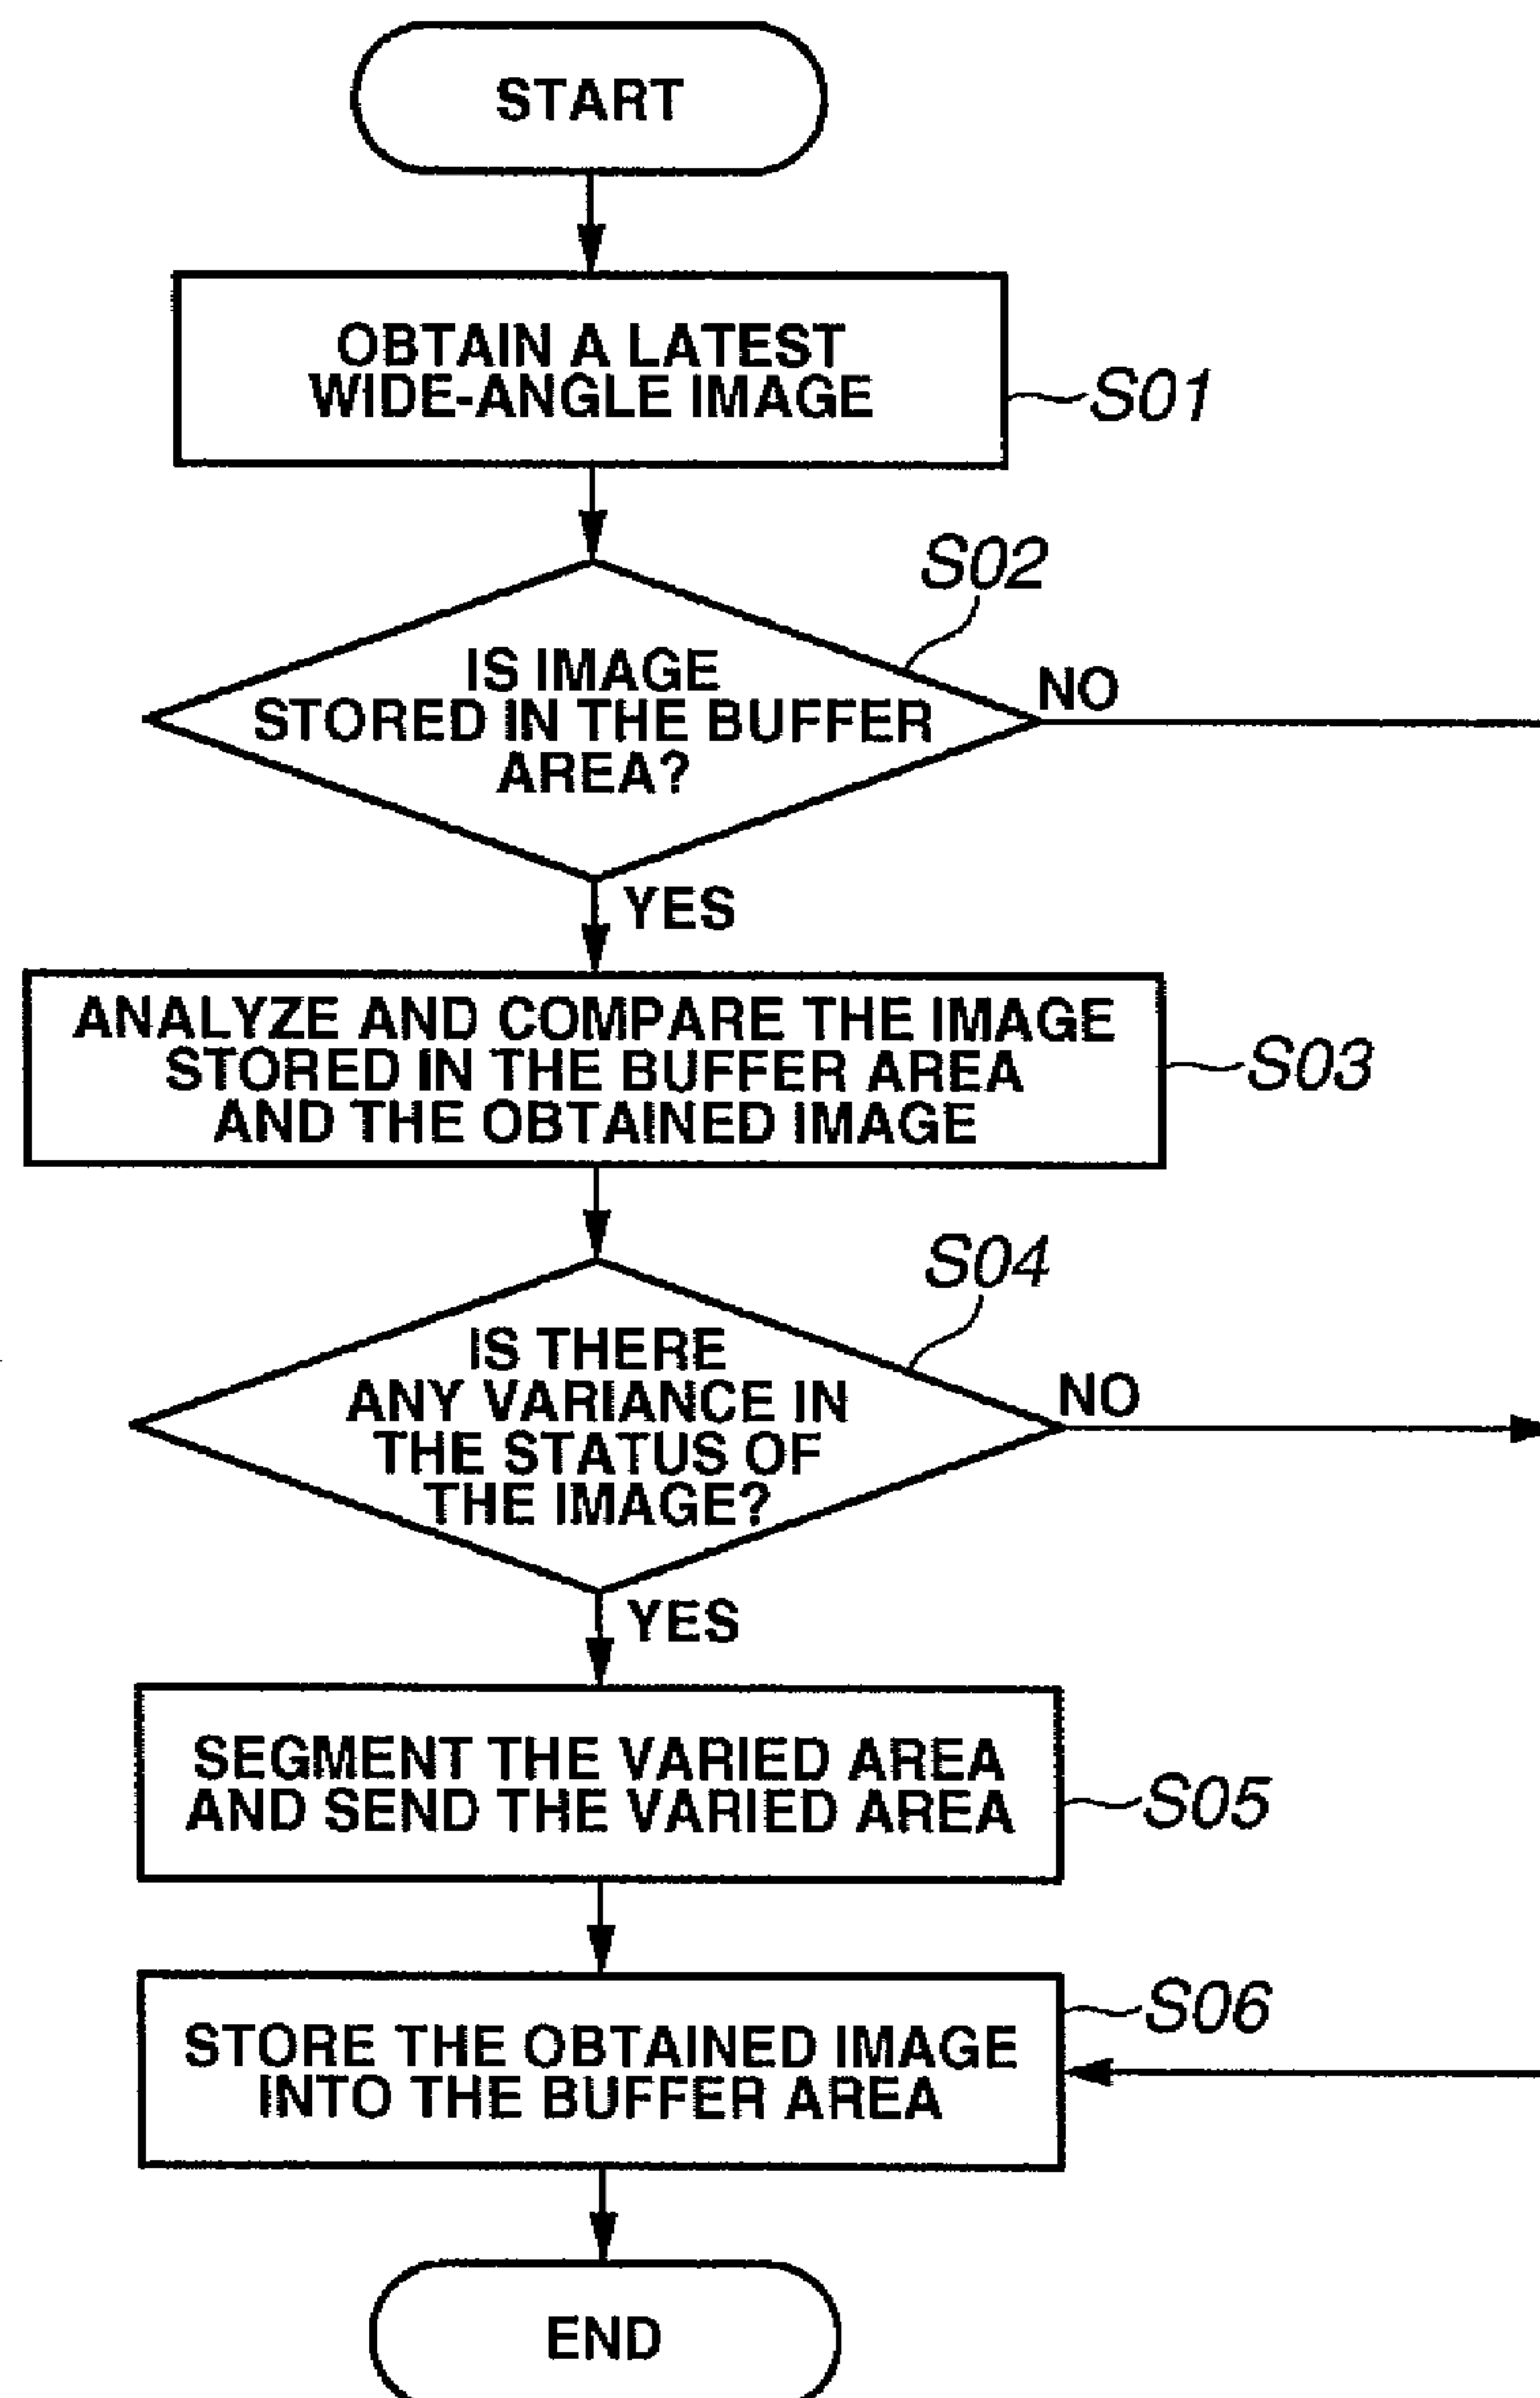 START
OBTAIN A LATEST
WIDE-ANGLE IMAGE
S01
S02
IS IMAGE
STORED IN THE BUFFER
AREA?
NO
YES
ANALYZE AND COMPARE THE IMAGE
STORED IN THE BUFFER AREA
AND THE OBTAINED IMAGE
S03
S04
IS THERE
ANY VARIANCE IN
THE STATUS OF
THE IMAGE?
NO
YES
SEGMENT THE VARIED AREA
AND SEND THE VARIED AREA
S05
S06
STORE THE OBTAINED IMAGE
INTO THE BUFFER AREA
END